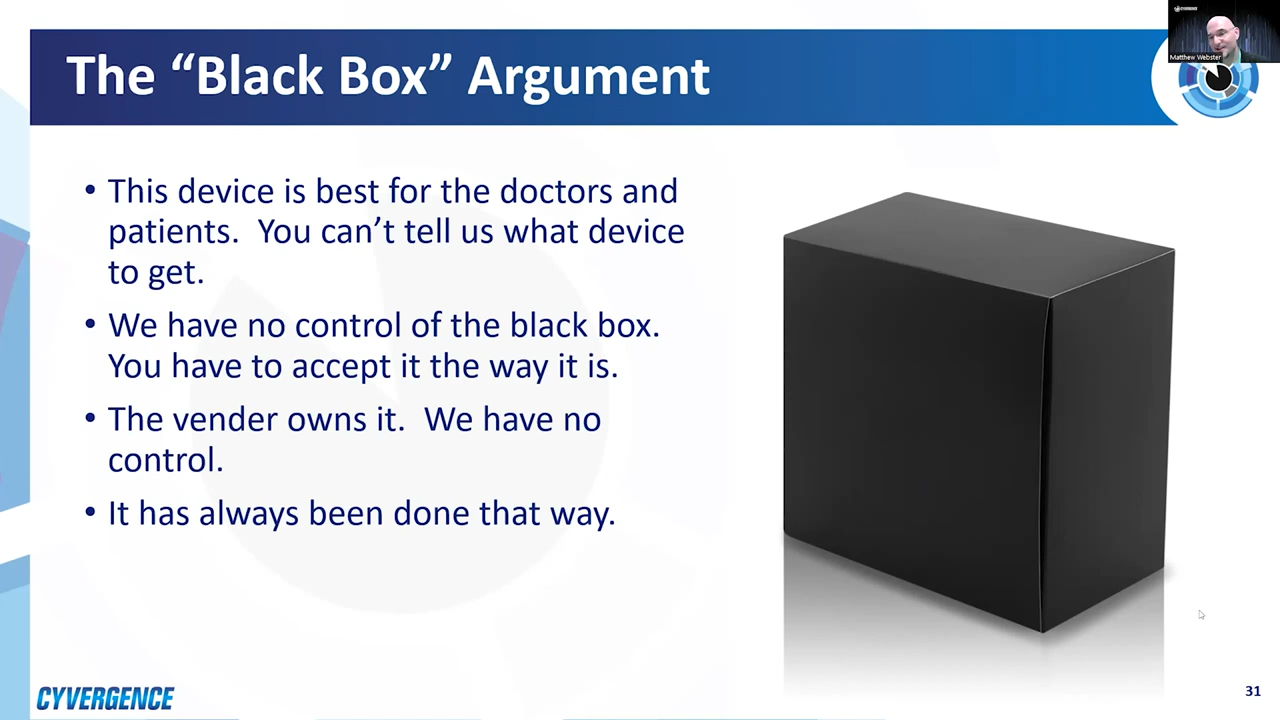 CYVERGENCE
Matthew Webster
The “Black Box” Argument
• This device is best for the doctors and
patients.  You can’t tell us what device
to get.
• We have no control of the black box.
You have to accept it the way it is.
• The vender owns it.  We have no
control.
• It has always been done that way.
CYVERGENCE
31